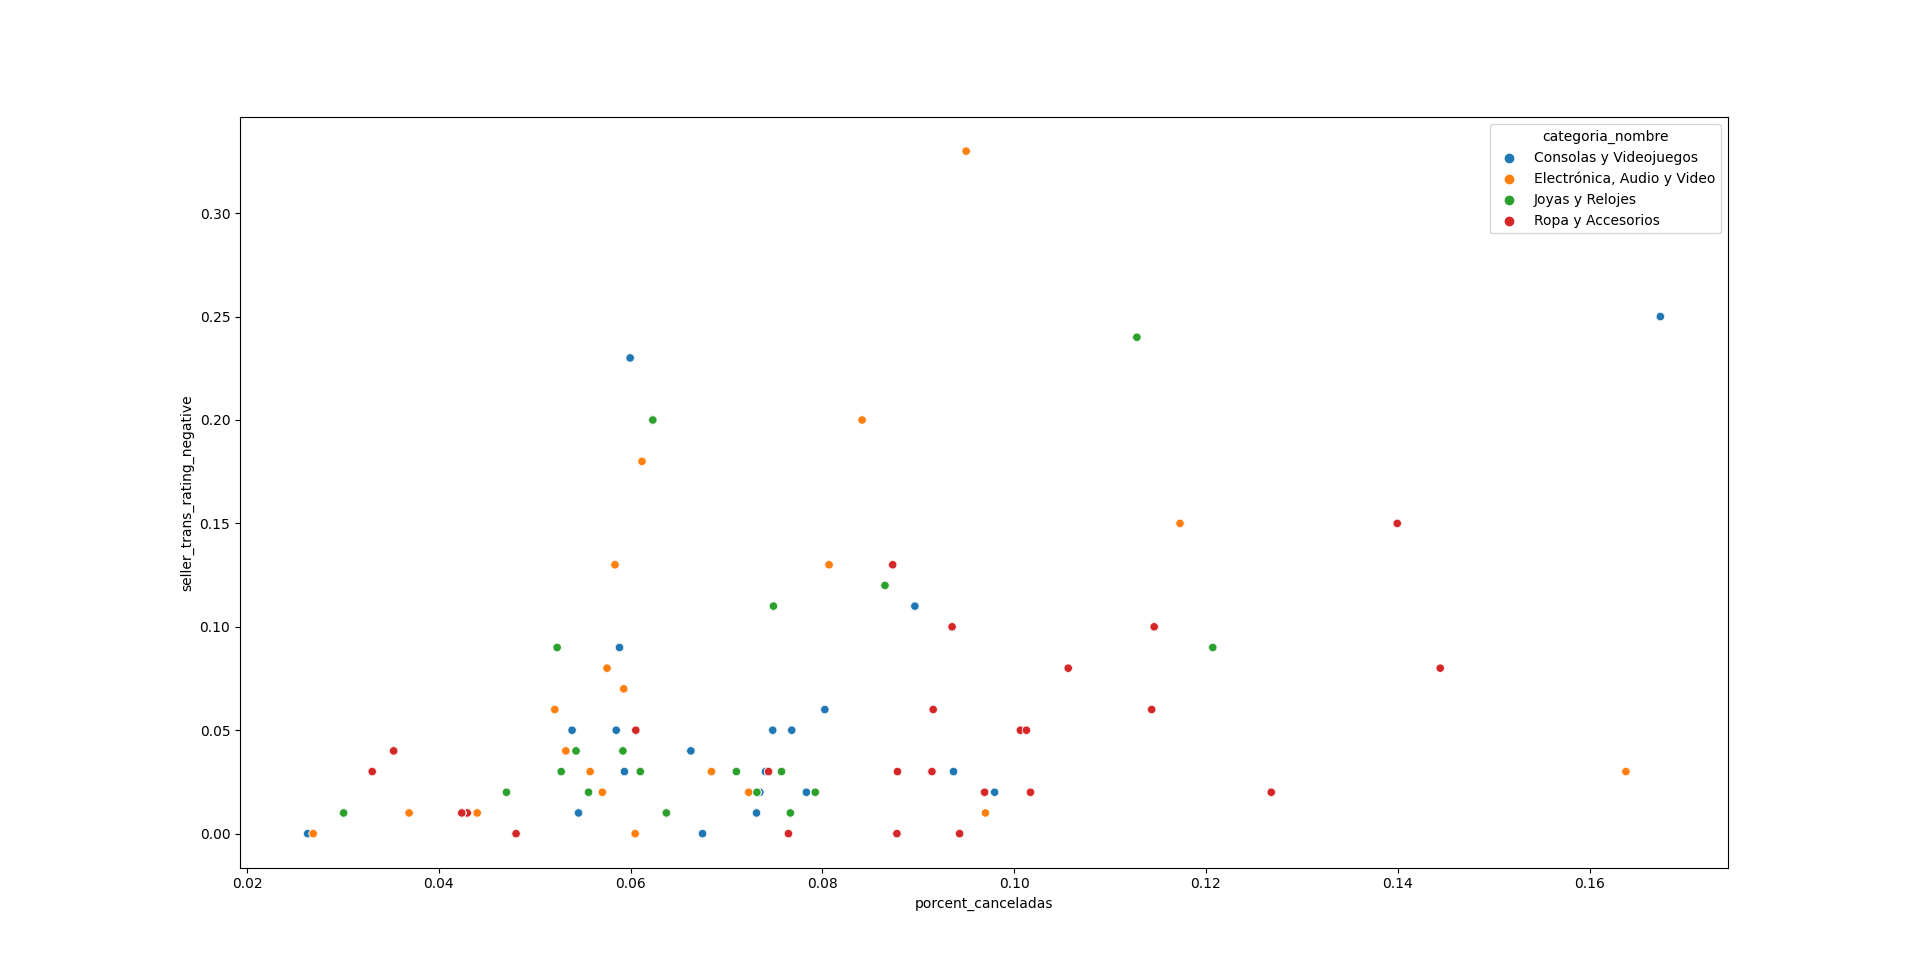 categoria_nombre
Consolas y Videojuegos
Electrónica, Audio y Video
Joyas y Relojes
Ropa y Accesorios
seller_trans_rating_negative
0.30
0.25
0.20
0.15
0.10
0.05
0.00
0.02 0.04 0.06 0.08 0.10 0.12 0.14 0.16
porcent_canceladas